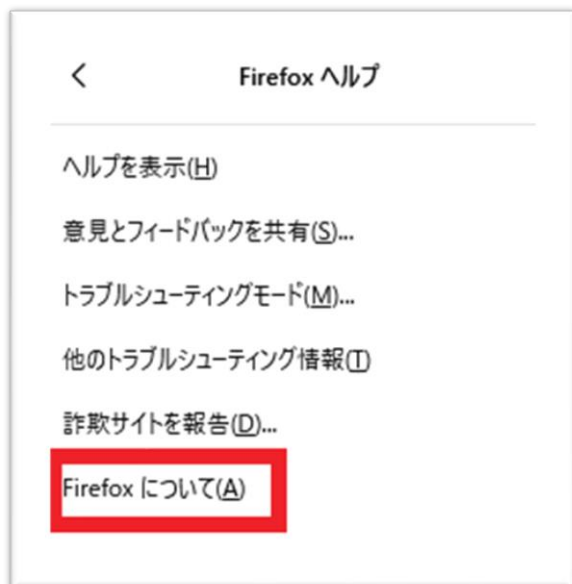 Firefox ヘルプ
ヘルプを表示(H)
意見とフィードバックを共有(S)...
トラブルシューティングモード(M)...
他のトラブルシューティング情報(T)
詐欺サイトを報告(D)...
Firefox について(A)